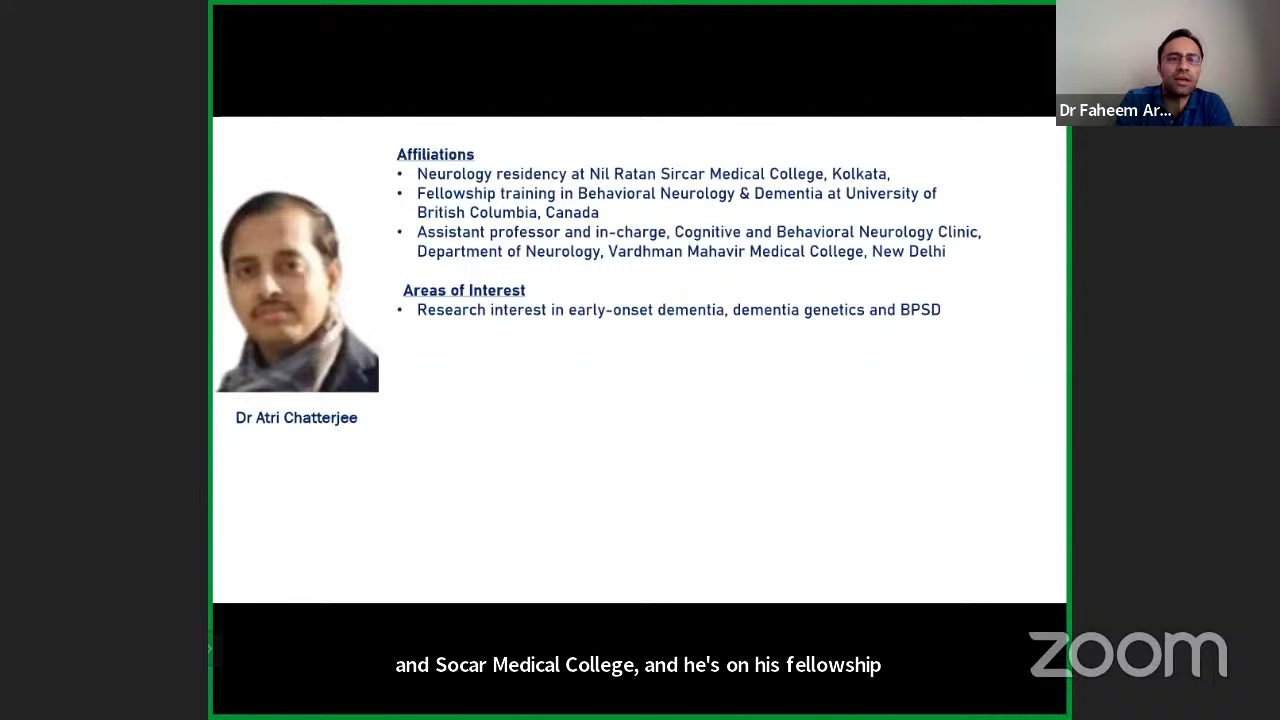 Dr Faheem Ar...
Affiliations
• Neurology residency at Nil Ratan Sircar Medical College, Kolkata,
• Fellowship training in Behavioral Neurology & Dementia at University of
British Columbia, Canada
• Assistant professor and in-charge, Cognitive and Behavioral Neurology Clinic,
Department of Neurology, Vardhman Mahavir Medical College, New Delhi
Areas of Interest
• Research interest in early-onset dementia, dementia genetics and BPSD
Dr Atri Chatterjee
and Socar Medical College, and he's on his fellowship
zoom